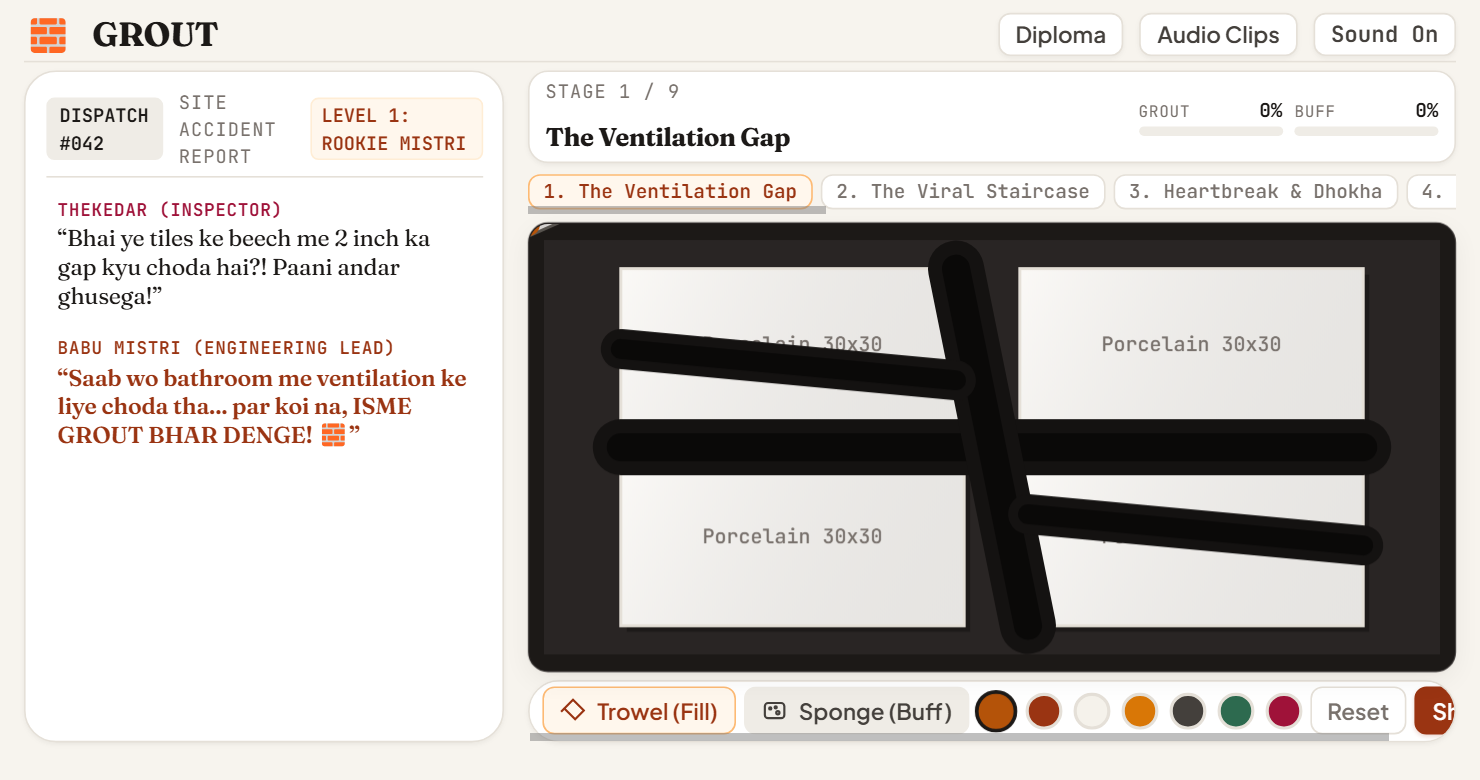 GROUT
Diploma
Audio Clips
Sound On
DISPATCH
#042
SITE
ACCIDENT
REPORT
LEVEL 1:
ROOKIE MISTRI
THEKEDAR (INSPECTOR)
“Bhai ye tiles ke beech me 2 inch ka
gap kyu choda hai?! Paani andar
ghusega!”
BABU MISTRI (ENGINEERING LEAD)
“Saab wo bathroom me ventilation ke
liye choda tha... par koi na, ISME
GROUT BHAR DENGE! 🧱”
STAGE 1 / 9
The Ventilation Gap
GROUT 0%
BUFF 0%
1. The Ventilation Gap
2. The Viral Staircase
3. Heartbreak & Dhokha
4.
30x30
Porcelain 30x30
Porcelain 30x30
Trowel (Fill)
Sponge (Buff)
Reset